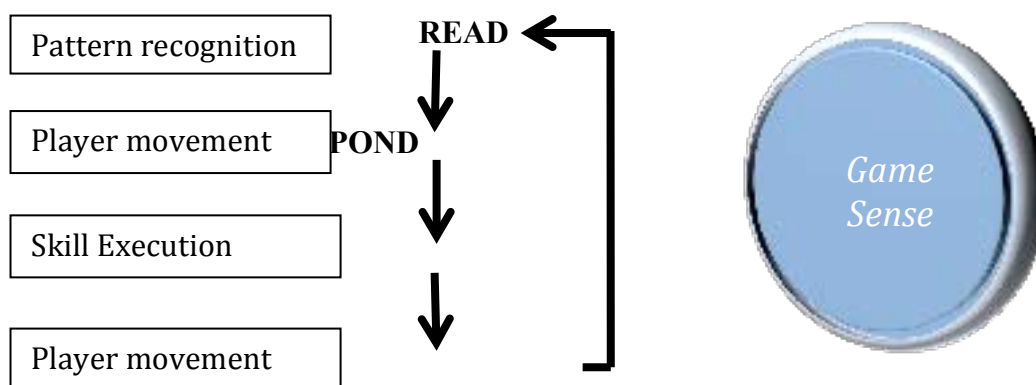 Pattern recognition
READ
Player movement
POND
Skill Execution
Player movement
Game
Sense